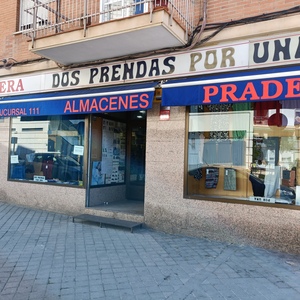 ERA DOS PRENDAS POR UNA
SUCURSAL 111 ALMACENES PRADE